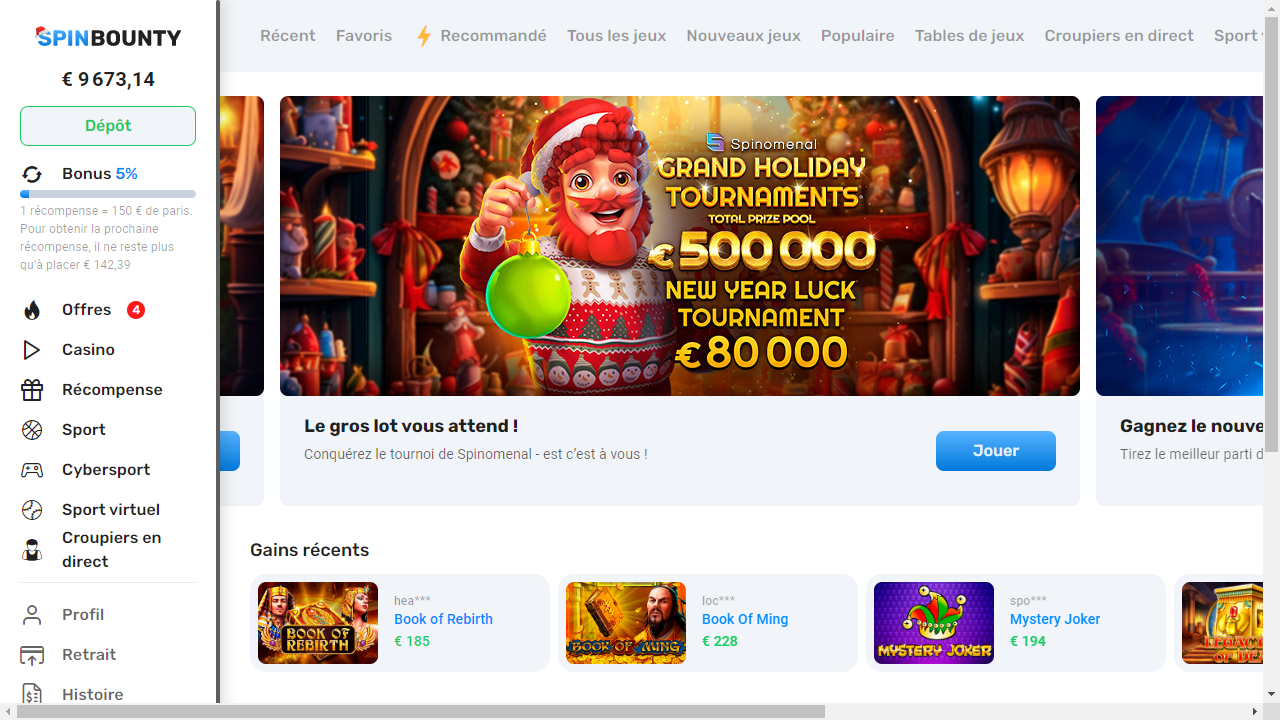 SPINBOUNTY
€ 9 673,14
Dépôt
Bonus 5%
1 récompense = 150 € de paris.
Pour obtenir la prochaine
récompense, il ne reste plus
qu'à placer € 142,39
Offres 4
Casino
Récompense
Sport
Cybersport
Sport virtuel
Croupiers en
direct
Profil
Retrait
Histoire
Récent Favoris Recommandé Tous les jeux Nouveaux jeux Populaire Tables de jeux Croupiers en direct Sport
Spinomenal
GRAND HOLIDAY
TOURNAMENTS
TOTAL PRIZE POOL
€ 500 000
NEW YEAR LUCK
TOURNAMENT
€ 80 000
Le gros lot vous attend !
Conquérez le tournoi de Spinomenal - est c’est à vous !
Jouer
Gagnez le nouve
Tirez le meilleur parti d
Gains récents
BOOK OF
REBIRTH
hea***
Book of Rebirth
€ 185
BOOK OF MING
loc***
Book Of Ming
€ 228
MYSTERY JOKER
spo***
Mystery Joker
€ 194